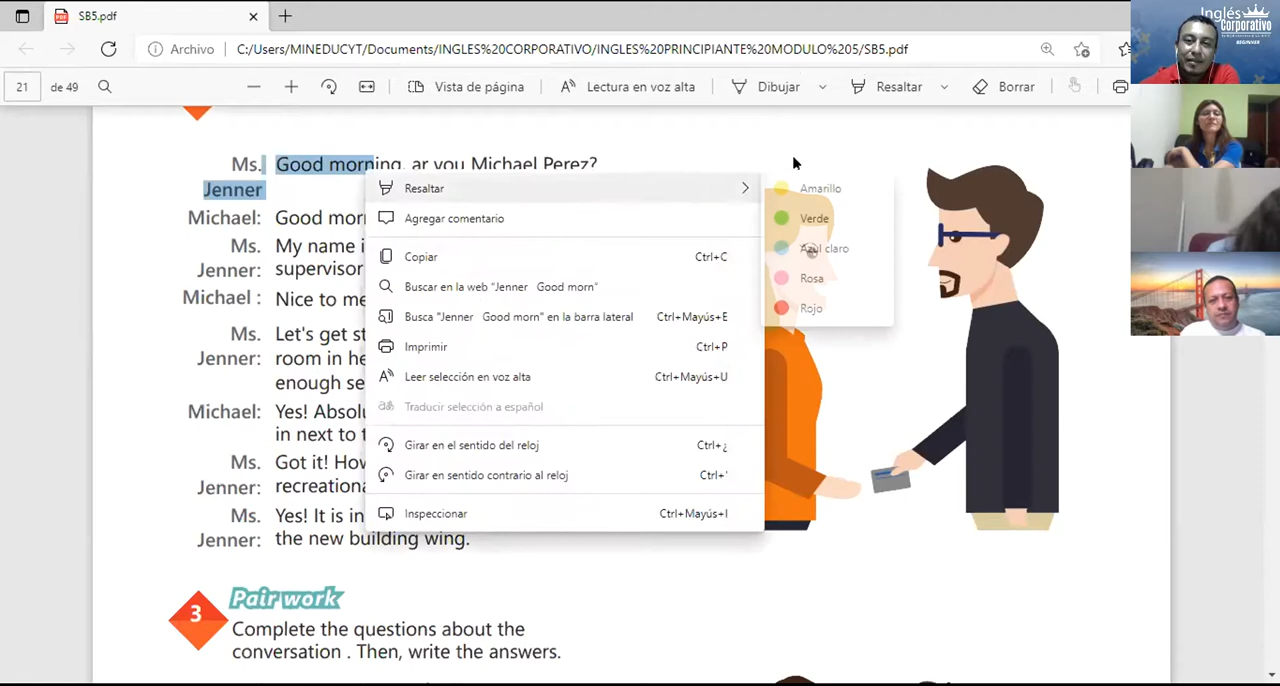 SB5.pdf
Archivo C:/Users/MINEDUCYT/Documents/INGLES%20CORPORATIVO/INGLES%20PRINCIPIANTE%20MODULO%205/SB5.pdf
21 de 49 Vista de página Lectura en voz alta Dibujar Resaltar Borrar
Inglés
Corporativo
BEGINNER
Ms. Good morning, ar you Michael Perez?
Jenner
Michael: Good mor
Ms. My name i
Jenner: supervisor
Michael : Nice to me
Ms. Let's get st
Jenner: room in he
enough se
Michael: Yes! Absolu
in next to t
Ms. Got it! How
Jenner: recreationa
Ms. Yes! It is in
Jenner: the new building wing.
Resaltar
Agregar comentario
Copiar Ctrl+C
Buscar en la web "Jenner Good morn"
Busca "Jenner Good morn" en la barra lateral Ctrl+Mayús+E
Imprimir Ctrl+P
Leer selección en voz alta Ctrl+Mayús+U
Traducir selección a español
Girar en el sentido del reloj Ctrl+¿
Girar en sentido contrario al reloj Ctrl+'
Inspeccionar Ctrl+Mayús+I
Amarillo
Verde
Azul claro
Rosa
Rojo
3 Pair work
Complete the questions about the
conversation . Then, write the answers.